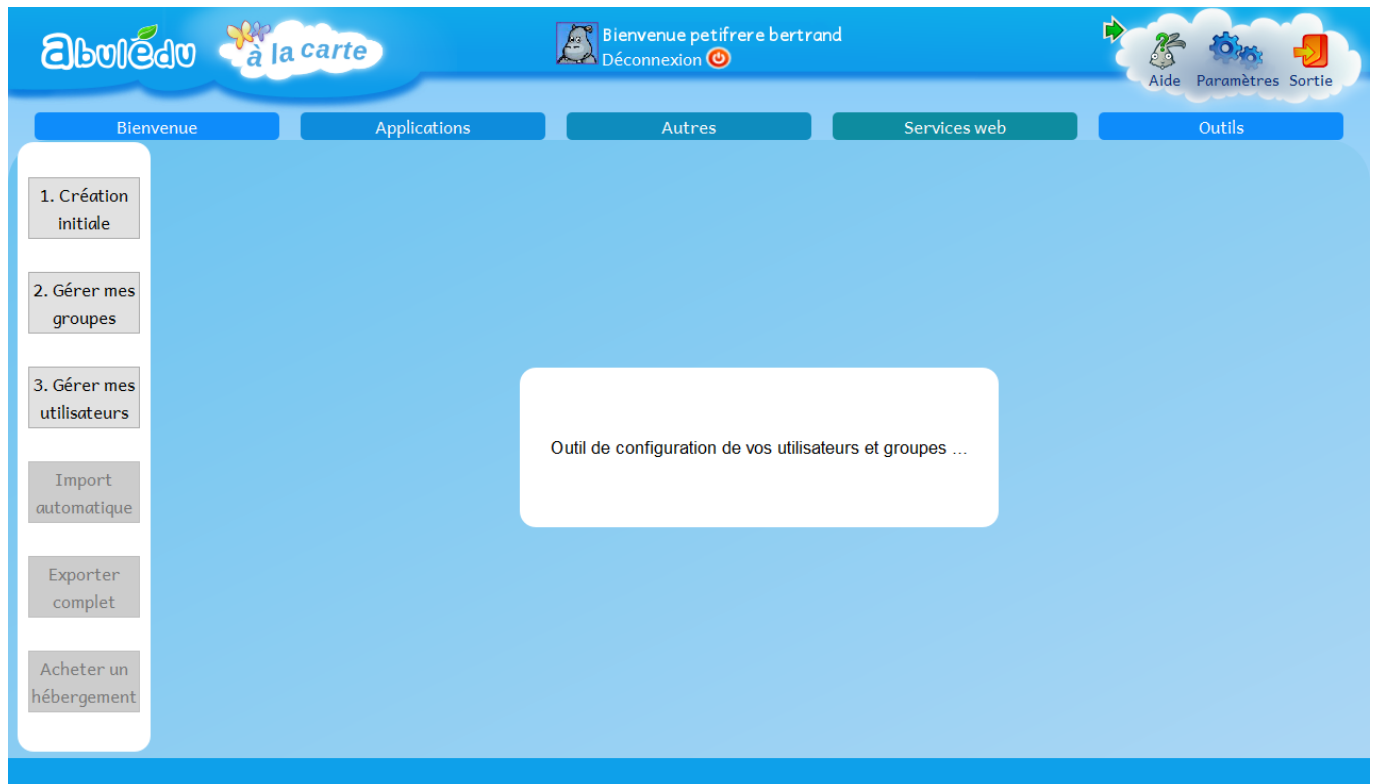 abulédu
à la carte
Bienvenue petifrere bertrand
Déconnexion
Aide Paramètres Sortie
Bienvenue Applications Autres Services web Outils
1. Création
initiale
2. Gérer mes
groupes
3. Gérer mes
utilisateurs
Import
automatique
Exporter
complet
Acheter un
hébergement
Outil de configuration de vos utilisateurs et groupes ...